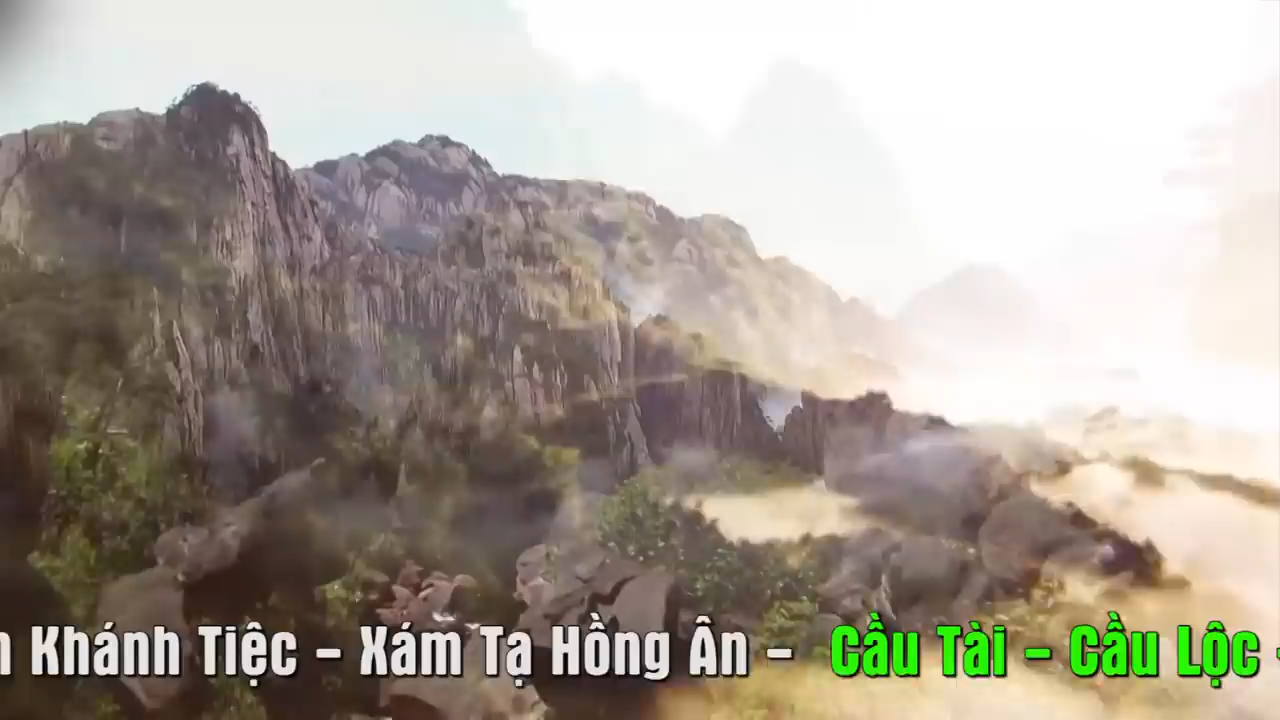 Khánh Tiệc – Xám Tạ Hồng Ân – Cầu Tài – Cầu Lộc -